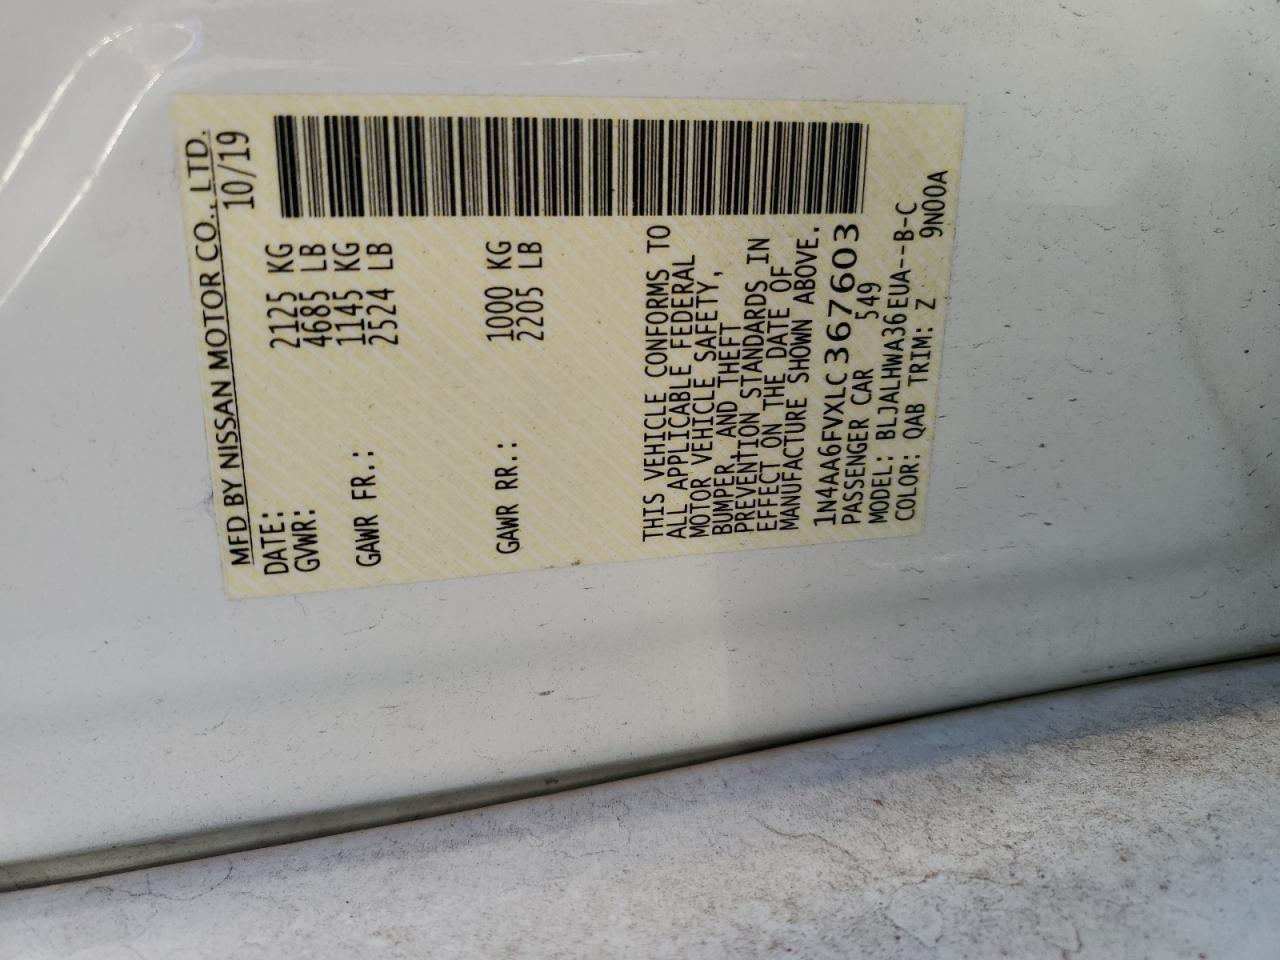 MFD BY NISSAN MOTOR CO., LTD.
DATE: 10/19
GVWR: 2125 KG
4685 LB
GAWR FR.: 1145 KG
2524 LB
GAWR RR.: 1000 KG
2205 LB
THIS VEHICLE CONFORMS TO
ALL APPLICABLE FEDERAL
MOTOR VEHICLE SAFETY,
BUMPER, AND THEFT
PREVENTION STANDARDS IN
EFFECT ON THE DATE OF
MANUFACTURE SHOWN ABOVE.
1N4AA6FVXLC367603
PASSENGER CAR 549
MODEL: BLJALHWA36EUA--B-C
COLOR: QAB TRIM: Z 9N00A